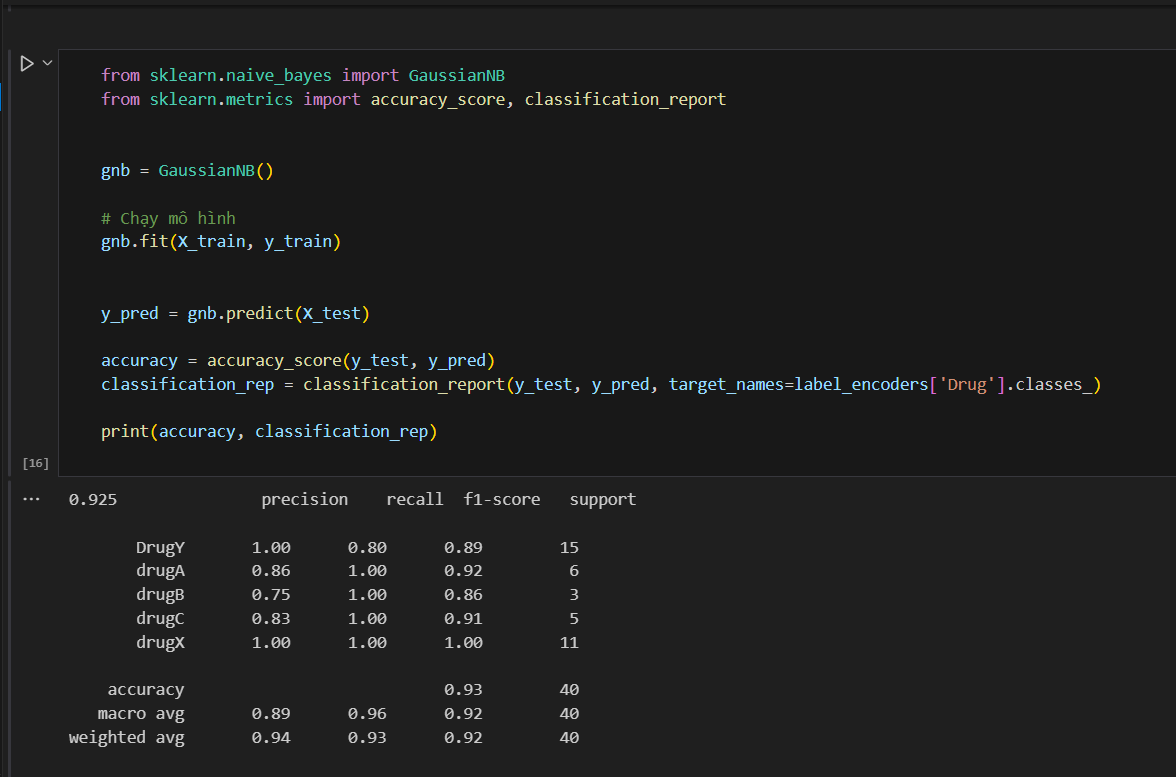 from sklearn.naive_bayes import GaussianNB
from sklearn.metrics import accuracy_score, classification_report
gnb = GaussianNB()
# Chạy mô hình
gnb.fit(X_train, y_train)
y_pred = gnb.predict(X_test)
accuracy = accuracy_score(y_test, y_pred)
classification_rep = classification_report(y_test, y_pred, target_names=label_encoders['Drug'].classes_)
print(accuracy, classification_rep)
[16]
... 0.925 precision recall f1-score support
DrugY 1.00 0.80 0.89 15
drugA 0.86 1.00 0.92 6
drugB 0.75 1.00 0.86 3
drugC 0.83 1.00 0.91 5
drugX 1.00 1.00 1.00 11
accuracy 0.93 40
macro avg 0.89 0.96 0.92 40
weighted avg 0.94 0.93 0.92 40